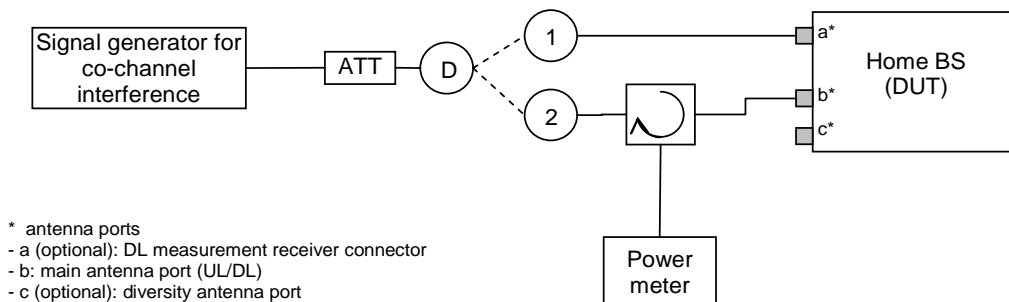 Signal generator for
co-channel
interference
ATT
D
1
2
a*
b*
c*
Home BS
(DUT)
Power
meter
* antenna ports
- a (optional): DL measurement receiver connector
- b: main antenna port (UL/DL)
- c (optional): diversity antenna port